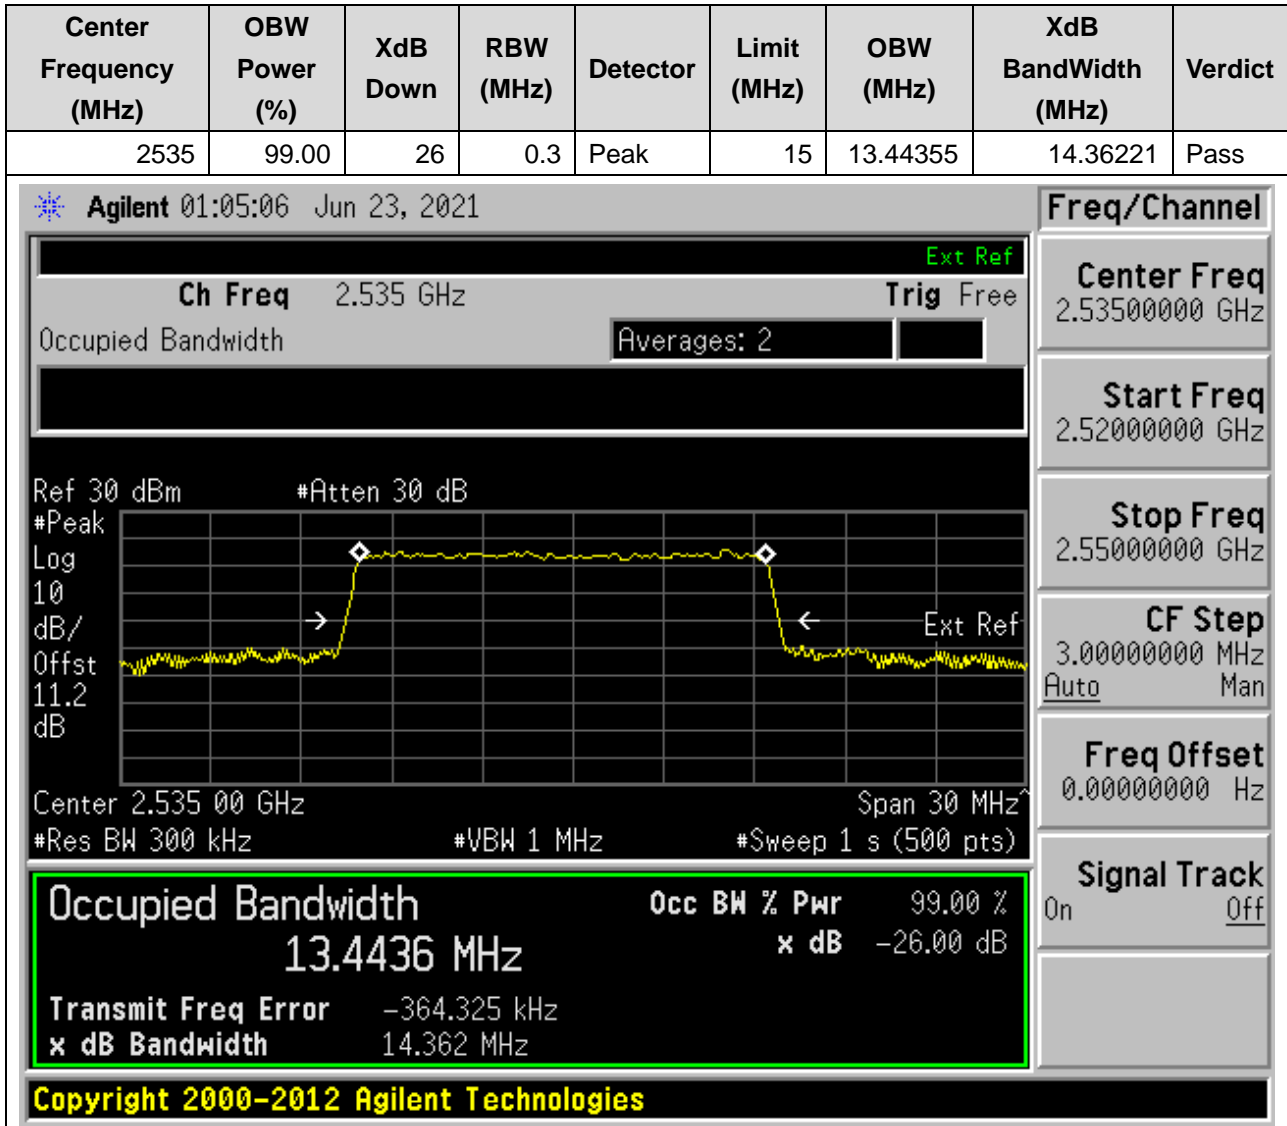 Center Frequency (MHz) OBW Power (%) XdB Down RBW (MHz) Detector Limit (MHz) OBW (MHz) XdB BandWidth (MHz) Verdict
2535 99.00 26 0.3 Peak 15 13.44355 14.36221 Pass
Agilent 01:05:06 Jun 23, 2021
Ext Ref
Ch Freq 2.535 GHz Trig Free
Occupied Bandwidth Averages: 2
Ref 30 dBm #Atten 30 dB
#Peak
Log
10
dB/
Offst
11.2
dB
Ext Ref
Center 2.535 00 GHz Span 30 MHz^
#Res BW 300 kHz #VBW 1 MHz #Sweep 1 s (500 pts)
Occupied Bandwidth Occ BW % Pwr 99.00 %
13.4436 MHz x dB -26.00 dB
Transmit Freq Error -364.325 kHz
x dB Bandwidth 14.362 MHz
Copyright 2000-2012 Agilent Technologies
Freq/Channel
Center Freq
2.53500000 GHz
Start Freq
2.52000000 GHz
Stop Freq
2.55000000 GHz
CF Step
3.00000000 MHz
Auto Man
Freq Offset
0.00000000 Hz
Signal Track
On Off